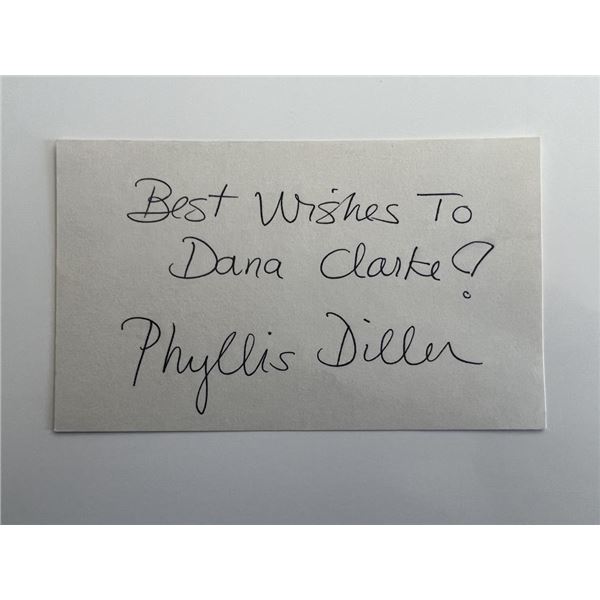 Best Wishes To
Dana Clarke!
Phyllis Diller